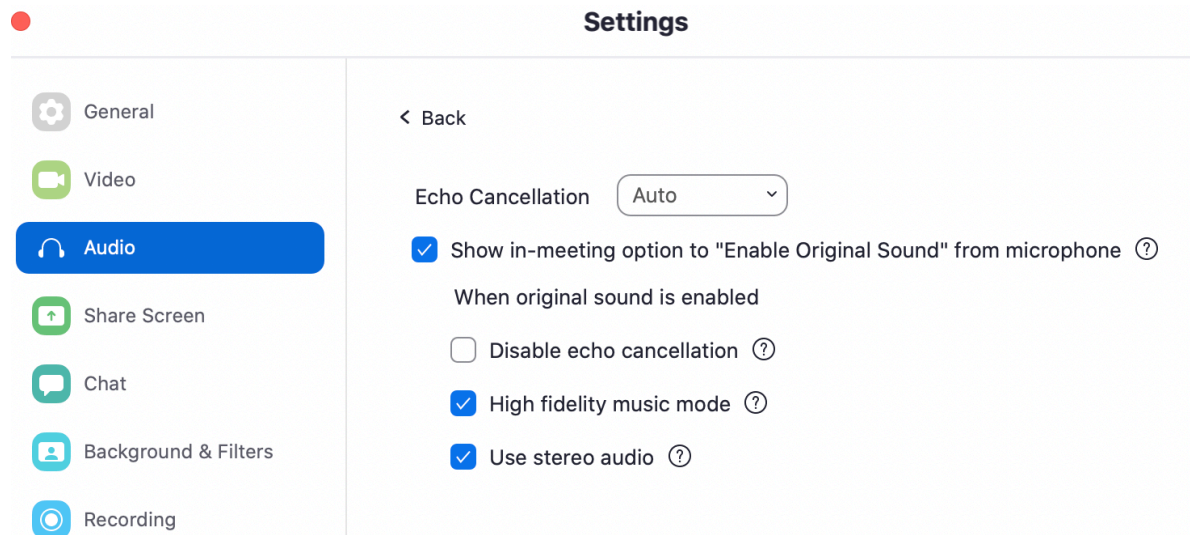 Settings
General
Video
Audio
Share Screen
Chat
Background & Filters
Recording
< Back
Echo Cancellation Auto
Show in-meeting option to "Enable Original Sound" from microphone ?
When original sound is enabled
Disable echo cancellation ?
High fidelity music mode ?
Use stereo audio ?